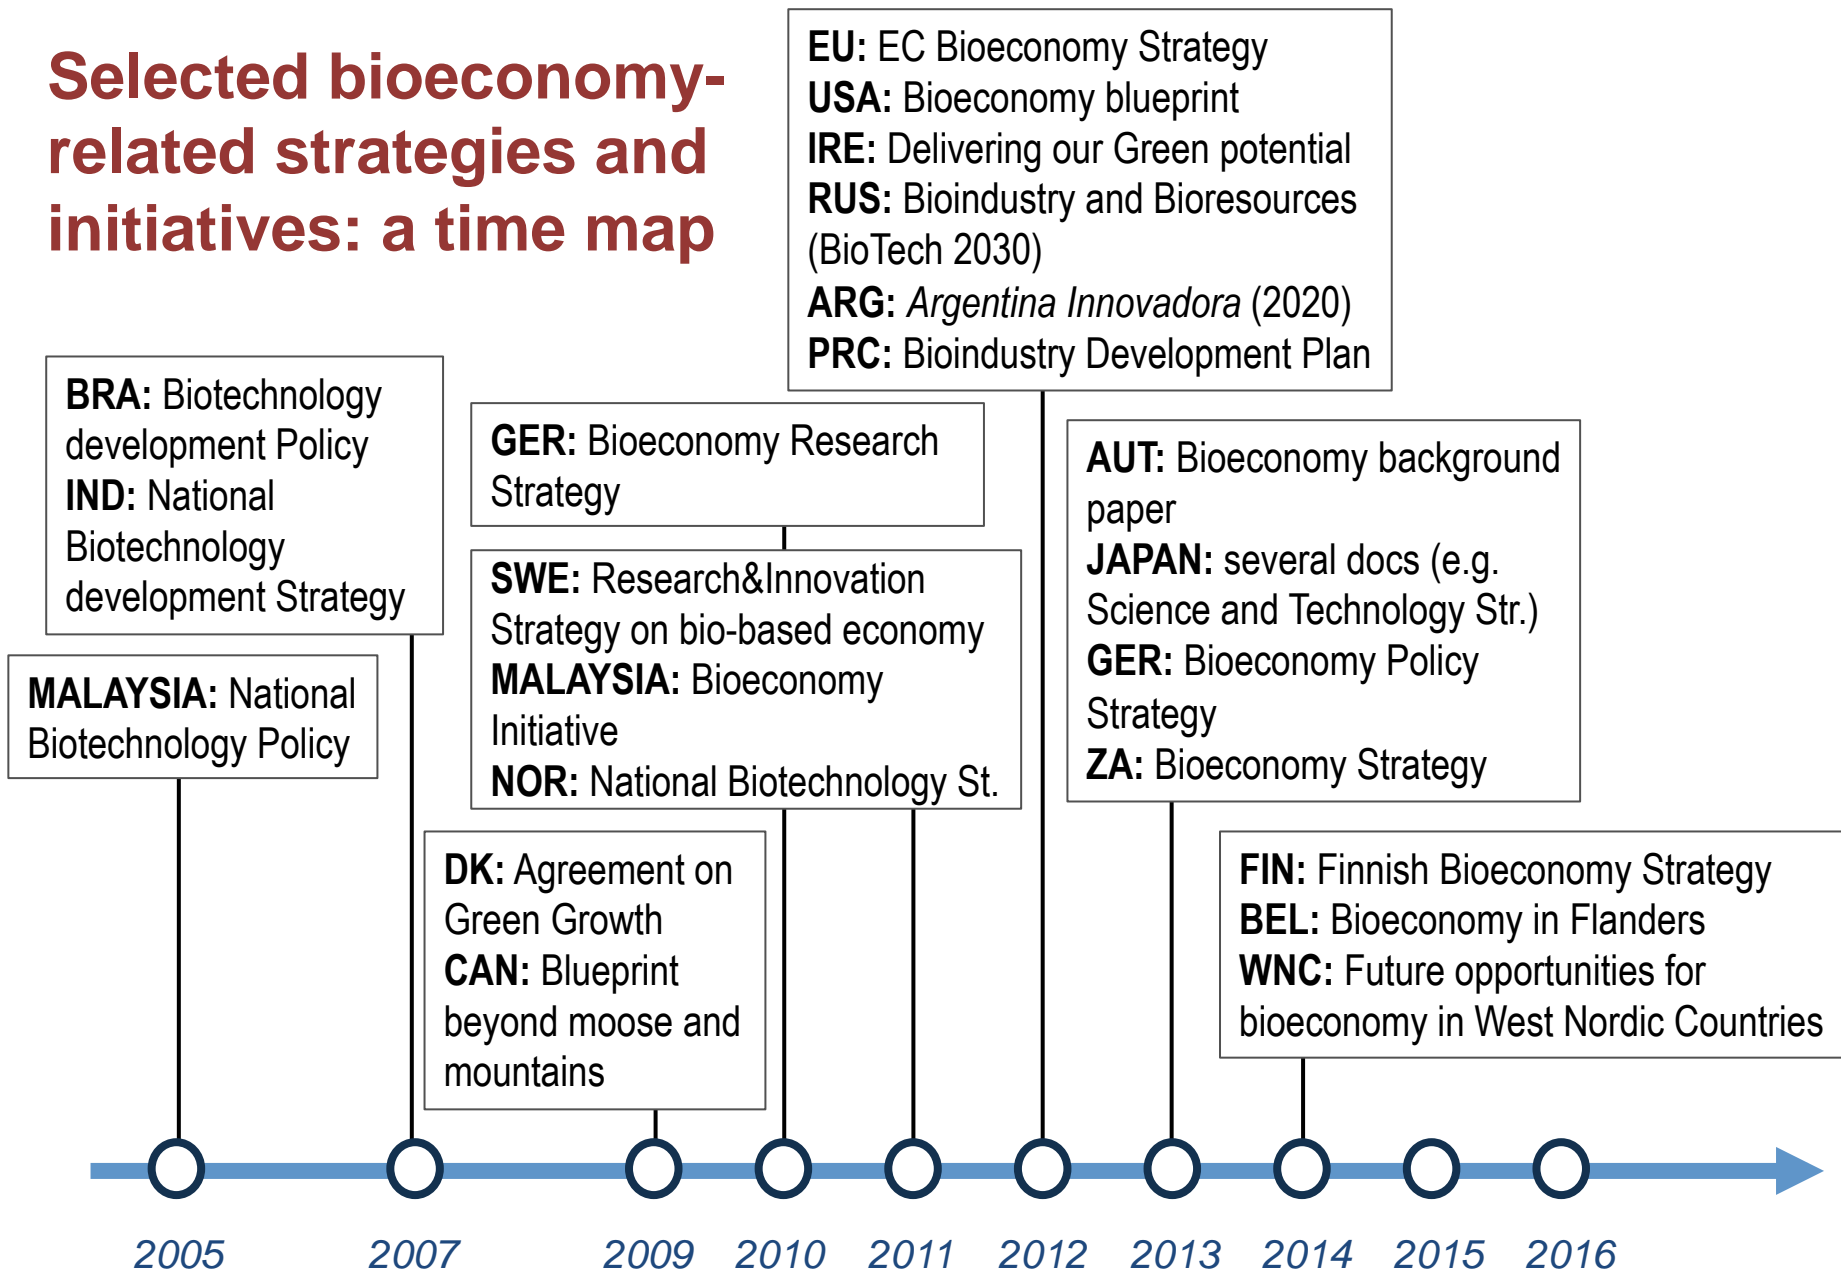 Selected bioeconomy-
related strategies and
initiatives: a time map
EU: EC Bioeconomy Strategy
USA: Bioeconomy blueprint
IRE: Delivering our Green potential
RUS: Bioindustry and Bioresources
(BioTech 2030)
ARG: Argentina Innovadora (2020)
PRC: Bioindustry Development Plan
BRA: Biotechnology
development Policy
IND: National
Biotechnology
development Strategy
GER: Bioeconomy Research
Strategy
AUT: Bioeconomy background
paper
JAPAN: several docs (e.g.
Science and Technology Str.)
GER: Bioeconomy Policy
Strategy
ZA: Bioeconomy Strategy
SWE: Research&Innovation
Strategy on bio-based economy
MALAYSIA: Bioeconomy
Initiative
NOR: National Biotechnology St.
MALAYSIA: National
Biotechnology Policy
DK: Agreement on
Green Growth
CAN: Blueprint
beyond moose and
mountains
FIN: Finnish Bioeconomy Strategy
BEL: Bioeconomy in Flanders
WNC: Future opportunities for
bioeconomy in West Nordic Countries
2005 2007 2009 2010 2011 2012 2013 2014 2015 2016